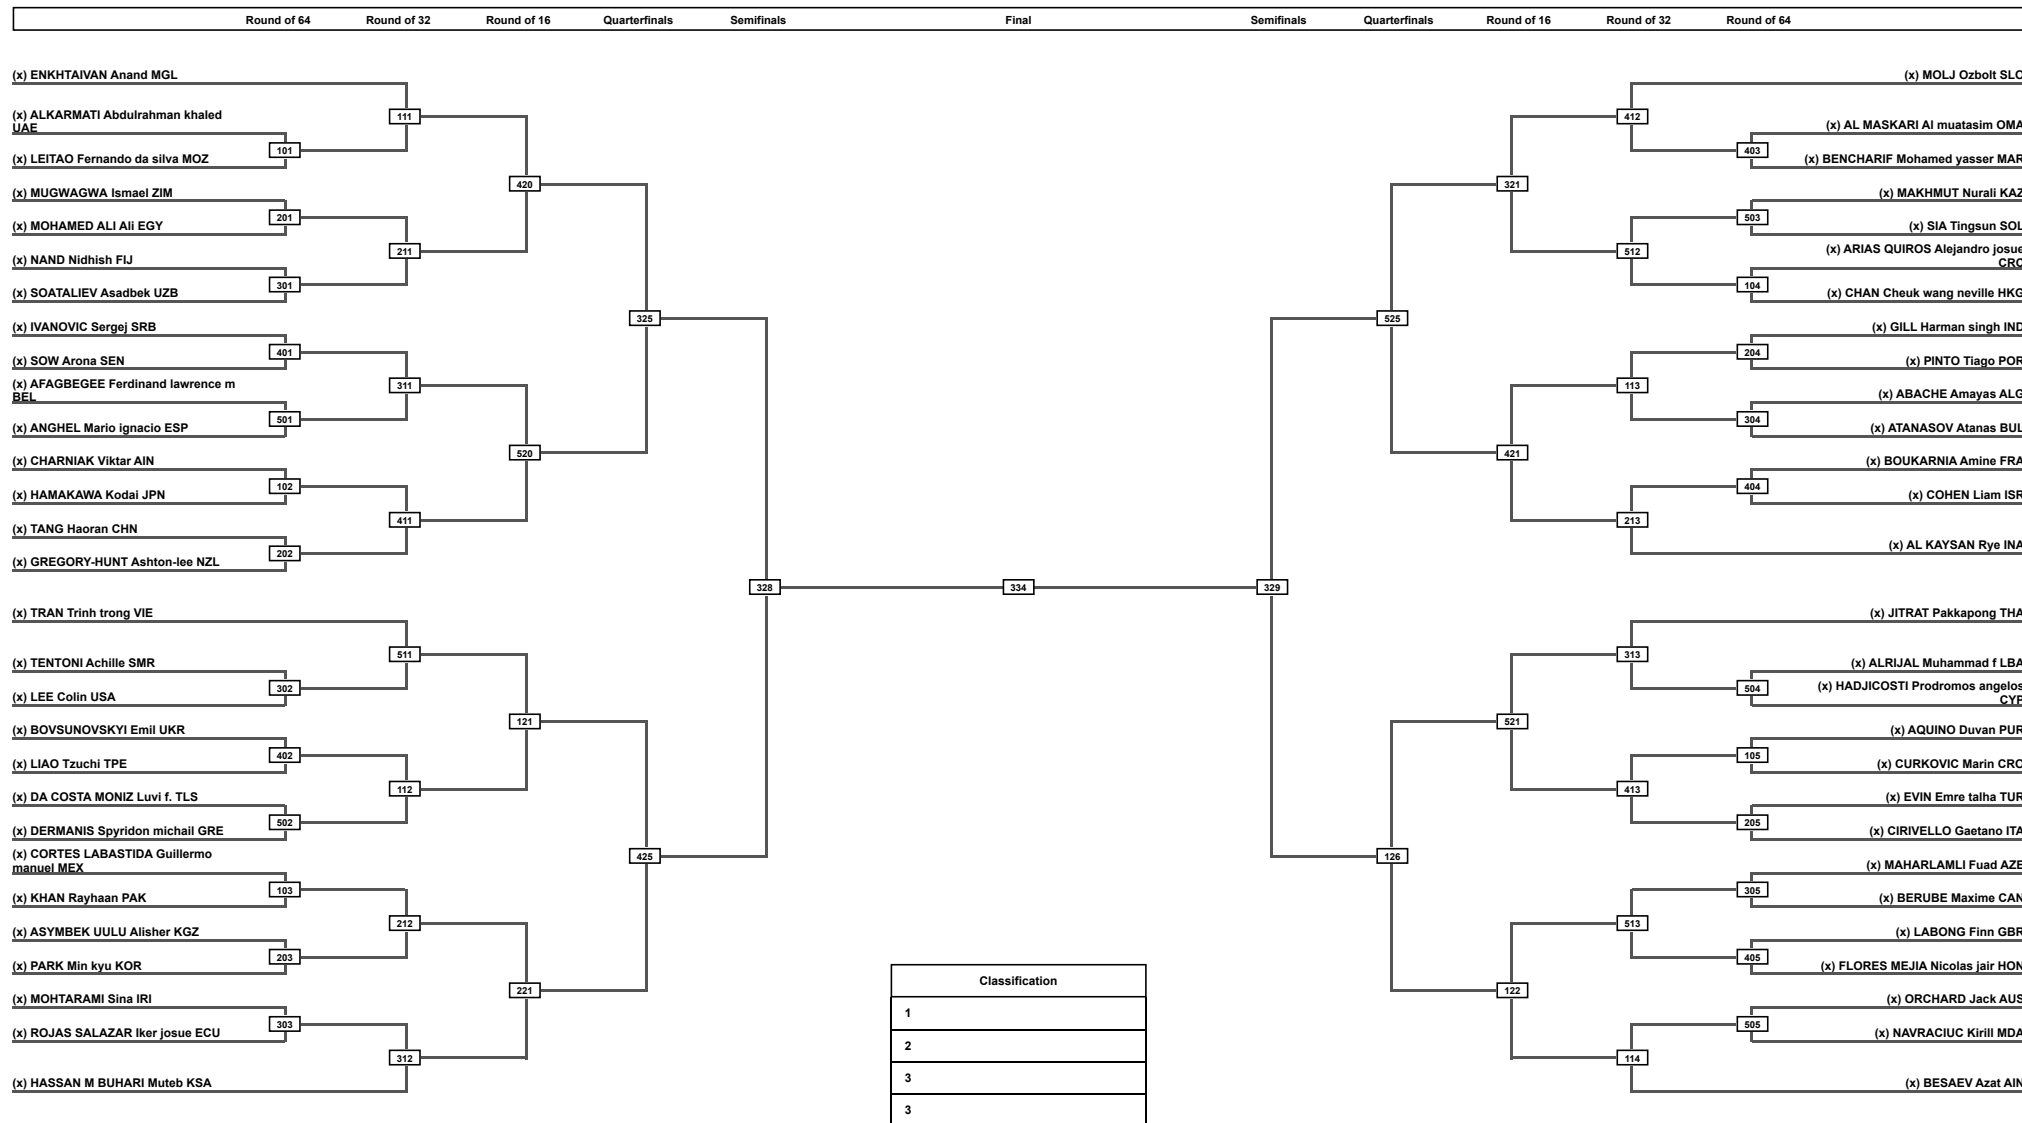 Round of 64 Round of 32 Round of 16 Quarterfinals Semifinals Final Semifinals Quarterfinals Round of 16 Round of 32 Round of 64
(x) ENKHTAIVAN Anand MGL
(x) ALKARMATI Abdulrahman khaled
UAE
(x) LEITAO Fernando da silva MOZ
(x) MUGWAGWA Ismael ZIM
(x) MOHAMED ALI Ali EGY
(x) NAND Nidhish FIJ
(x) SOATALIEV Asadbek UZB
(x) IVANOVIC Sergej SRB
(x) SOW Arona SEN
(x) AFAGBEGEE Ferdinand lawrence m
BEL
(x) ANGHEL Mario ignacio ESP
(x) CHARNIAK Viktar AIN
(x) HAMAKAWA Kodai JPN
(x) TANG Haoran CHN
(x) GREGORY-HUNT Ashton-lee NZL
(x) TRAN Trinh trong VIE
(x) TENTONI Achille SMR
(x) LEE Colin USA
(x) BOVSUNOVSKYI Emil UKR
(x) LIAO Tzuchi TPE
(x) DA COSTA MONIZ Luvi f. TLS
(x) DERMANIS Spyridon michail GRE
(x) CORTES LABASTIDA Guillermo
manuel MEX
(x) KHAN Rayhaan PAK
(x) ASYMBEK UULU Alisher KGZ
(x) PARK Min kyu KOR
(x) MOHTARAMI Sina IRI
(x) ROJAS SALAZAR Iker josue ECU
(x) HASSAN M BUHARI Muteb KSA
101
201
301
401
501
102
202
302
402
502
103
203
303
111
211
311
411
511
112
212
312
420
520
121
221
325
425
328
334
329
525
126
321
421
521
122
412
512
113
213
313
413
513
114
403
503
104
204
304
404
504
105
205
305
405
505
(x) MOLJ Ozbolt SLO
(x) AL MASKARI Al muatasim OMA
(x) BENCHARIF Mohamed yasser MAR
(x) MAKHMUT Nurali KAZ
(x) SIA Tingsun SOL
(x) ARIAS QUIROS Alejandro josue
CRC
(x) CHAN Cheuk wang neville HKG
(x) GILL Harman singh IND
(x) PINTO Tiago POR
(x) ABACHE Amayas ALG
(x) ATANASOV Atanas BUL
(x) BOUKARNIA Amine FRA
(x) COHEN Liam ISR
(x) AL KAYSAN Rye INA
(x) JITRAT Pakkapong THA
(x) ALRIJAL Muhammad f LBA
(x) HADJICOSTI Prodromos angelos
CYP
(x) AQUINO Duvan PUR
(x) CURKOVIC Marin CRO
(x) EVIN Emre talha TUR
(x) CIRIVELLO Gaetano ITA
(x) MAHARLAMLI Fuad AZE
(x) BERUBE Maxime CAN
(x) LABONG Finn GBR
(x) FLORES MEJIA Nicolas jair HON
(x) ORCHARD Jack AUS
(x) NAVRACIUC Kirill MDA
(x) BESAEV Azat AIN
Classification
1
2
3
3